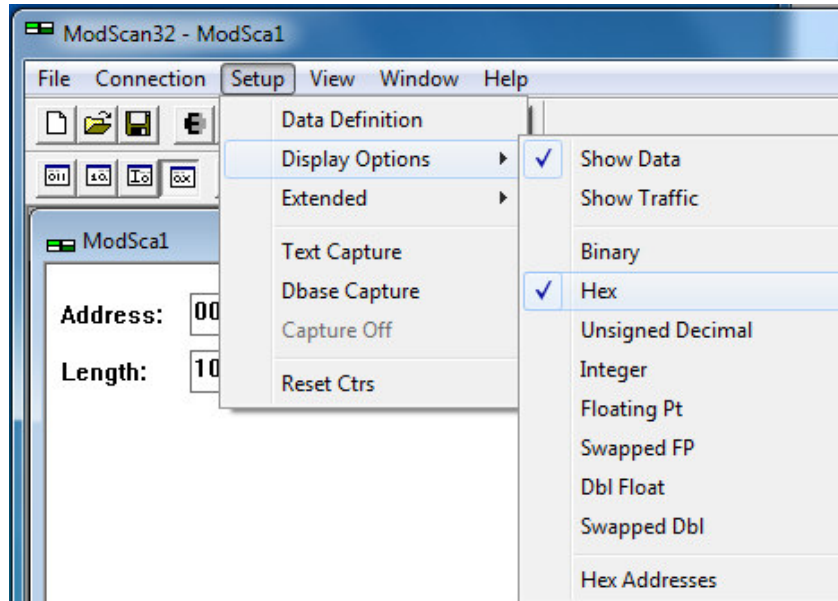 ModScan32 - ModSca1
File Connection Setup View Window Help
Data Definition
Display Options
Extended
Text Capture
Dbase Capture
Capture Off
Reset Ctrs
Show Data
Show Traffic
Binary
Hex
Unsigned Decimal
Integer
Floating Pt
Swapped FP
Dbl Float
Swapped Dbl
Hex Addresses
ModSca1
Address: 00
Length: 10